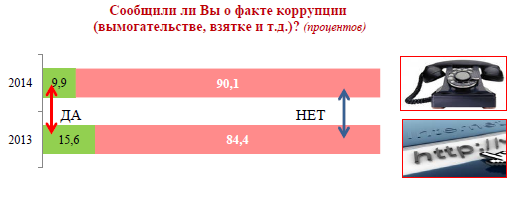 Сообщили ли Вы о факте коррупции
(вымогательстве, взятке и т.д.)? (процентов)
2014 9,9 90,1
ДА НЕТ
2013 15,6 84,4
http://